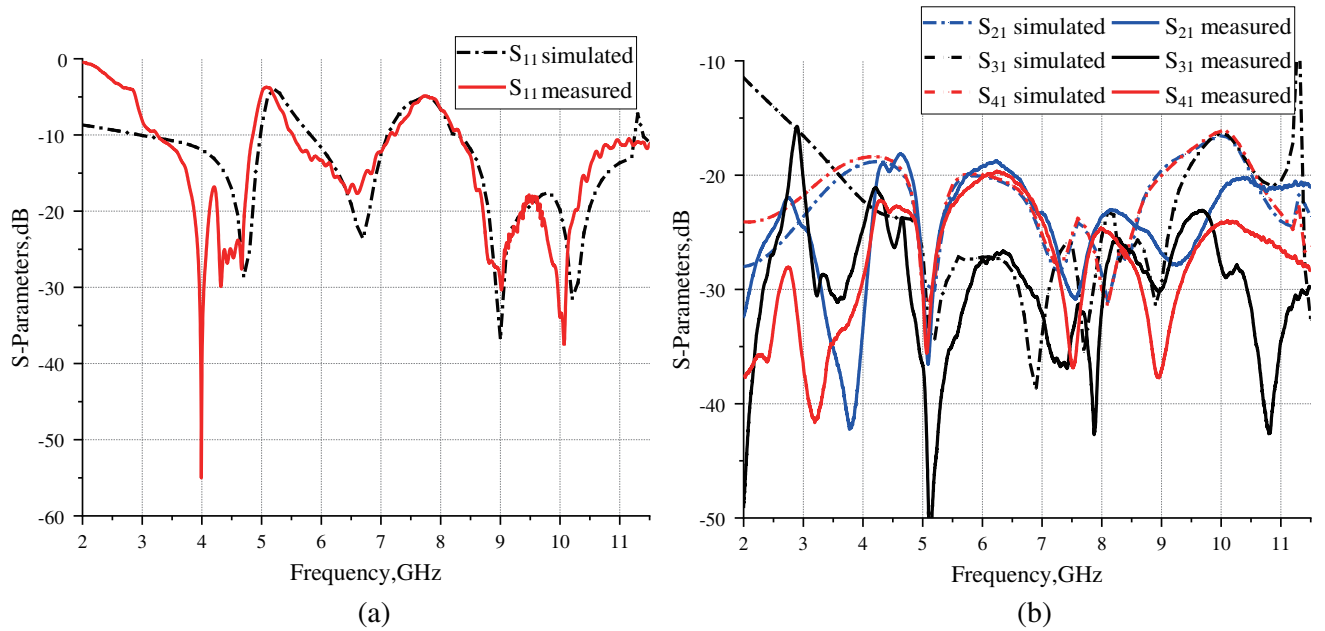 S11 simulated
S11 measured
0
-10
-20
-30
-40
-50
-60
S-Parameters,dB
2 3 4 5 6 7 8 9 10 11
Frequency,GHz
(a)
S21 simulated S21 measured
S31 simulated S31 measured
S41 simulated S41 measured
-10
-20
-30
-40
-50
S-Parameters,dB
2 3 4 5 6 7 8 9 10 11
Frequency,GHz
(b)